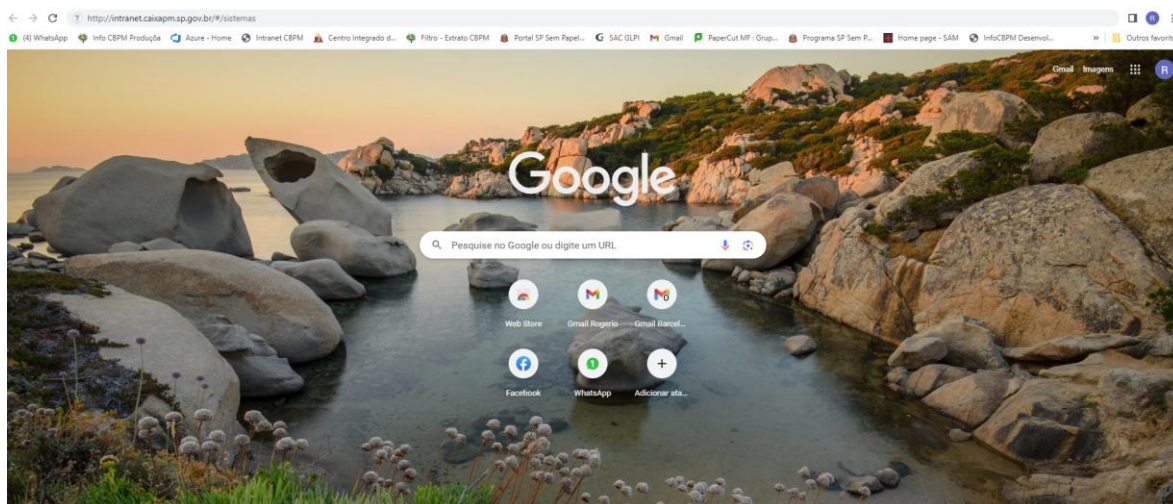 http://intranet.caixapm.sp.gov.br/#/sistemas
(4) WhatsApp Info CBPM Produção Azure - Home Intranet CBPM Centro Integrado d... Filtro - Extrato CBPM Portal SP Sem Papel... SAC GLPI Gmail PaperCut MF : Grup... Programa SP Sem P... Home page - SAM InfoCBPM Desenvol... » Outros favorit
Gmail Imagens R
Google
Pesquise no Google ou digite um URL
Web Store Gmail Rogerio Gmail Barcel...
Facebook WhatsApp Adicionar ata...